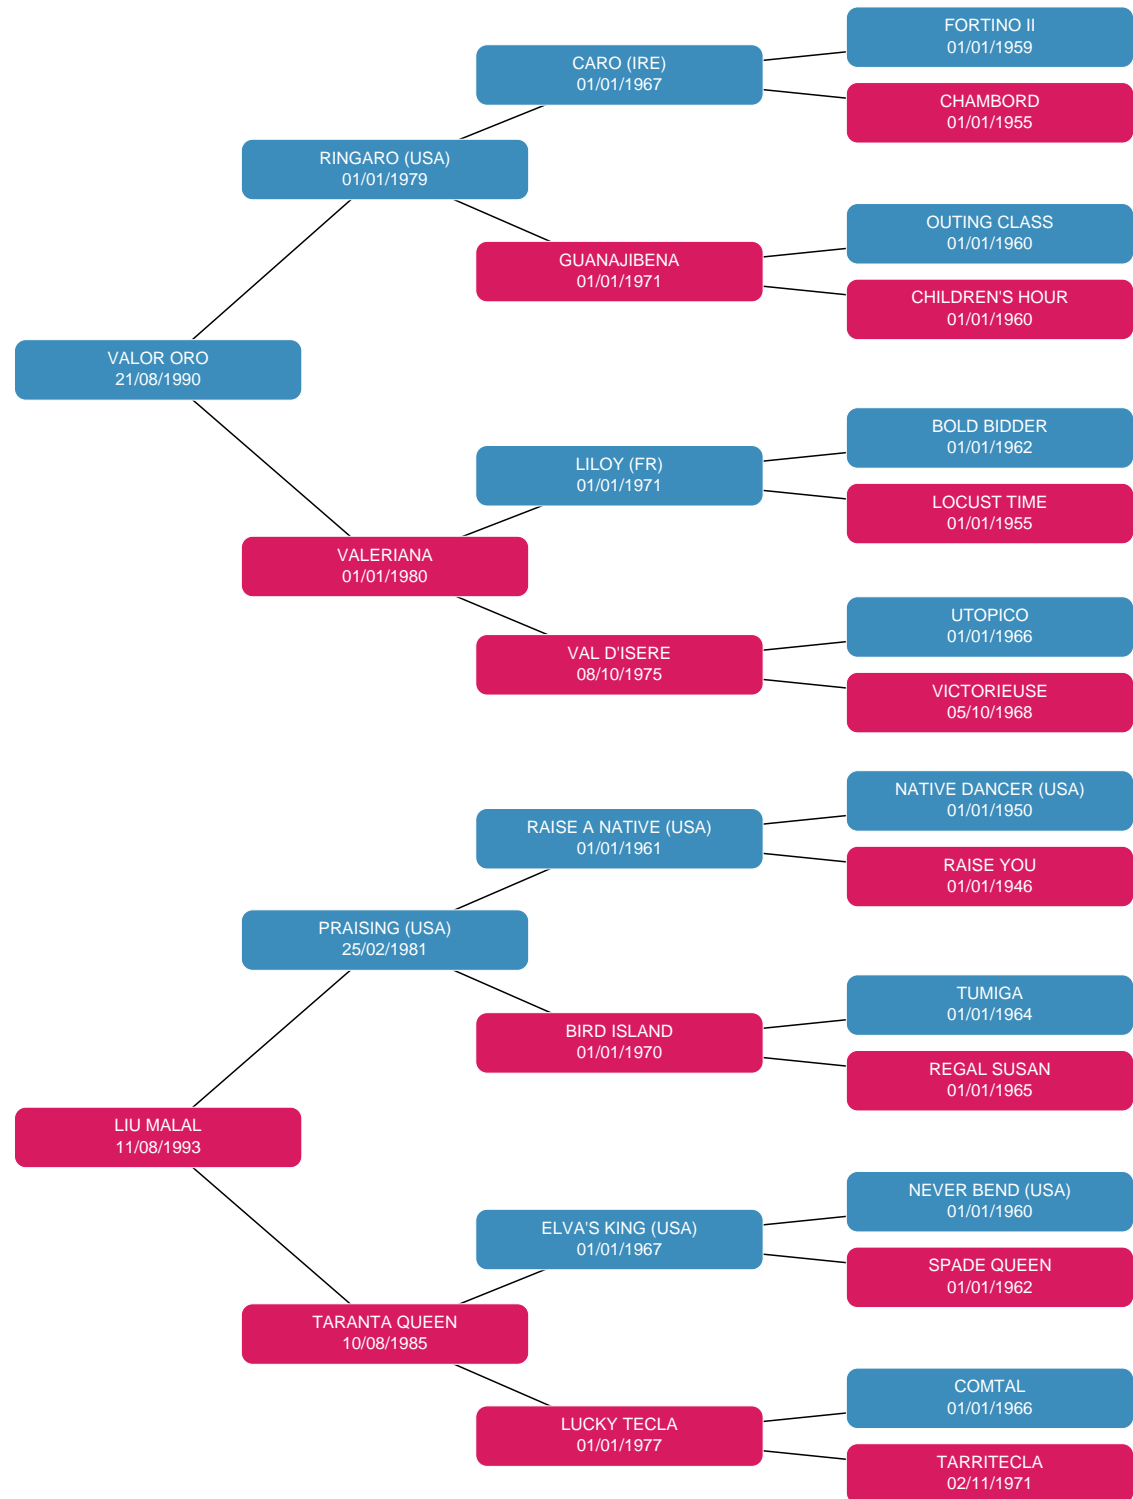 FORTINO II
01/01/1959
CARO (IRE)
01/01/1967
CHAMBORD
01/01/1955
RINGARO (USA)
01/01/1979
OUTING CLASS
01/01/1960
GUANAJIBENA
01/01/1971
CHILDREN'S HOUR
01/01/1960
VALOR ORO
21/08/1990
BOLD BIDDER
01/01/1962
LILOY (FR)
01/01/1971
LOCUST TIME
01/01/1955
VALERIANA
01/01/1980
UTOPICO
01/01/1966
VAL D'ISERE
08/10/1975
VICTORIEUSE
05/10/1968
NATIVE DANCER (USA)
01/01/1950
RAISE A NATIVE (USA)
01/01/1961
RAISE YOU
01/01/1946
PRAISING (USA)
25/02/1981
TUMIGA
01/01/1964
BIRD ISLAND
01/01/1970
REGAL SUSAN
01/01/1965
LIU MALAL
11/08/1993
NEVER BEND (USA)
01/01/1960
ELVA'S KING (USA)
01/01/1967
SPADE QUEEN
01/01/1962
TARANTA QUEEN
10/08/1985
COMTAL
01/01/1966
LUCKY TECLA
01/01/1977
TARRITECLA
02/11/1971